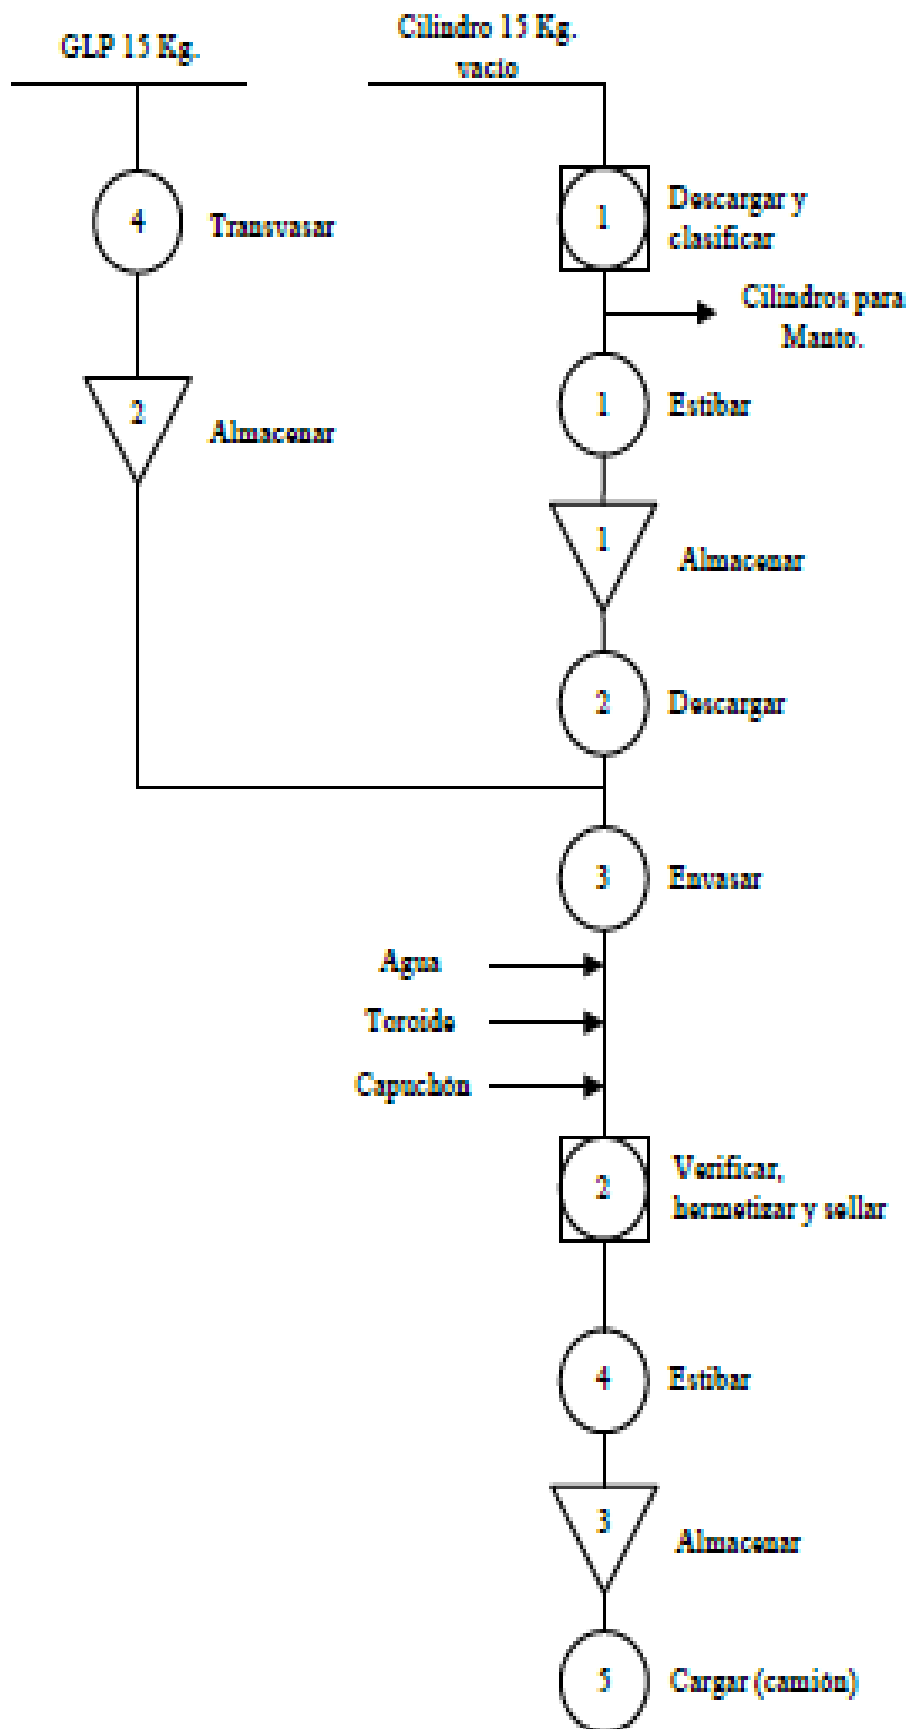 GLP 15 Kg.
Cilindro 15 Kg.
vacio
4
Transvasar
2
Almacenar
1
Descargar y
clasificar
Cilindros para
Manto.
1
Estibar
1
Almacenar
2
Descargar
3
Envasar
Agua
Toroide
Capuchón
2
Verificar,
hermetizar y sellar
4
Estibar
3
Almacenar
5
Cargar (camión)